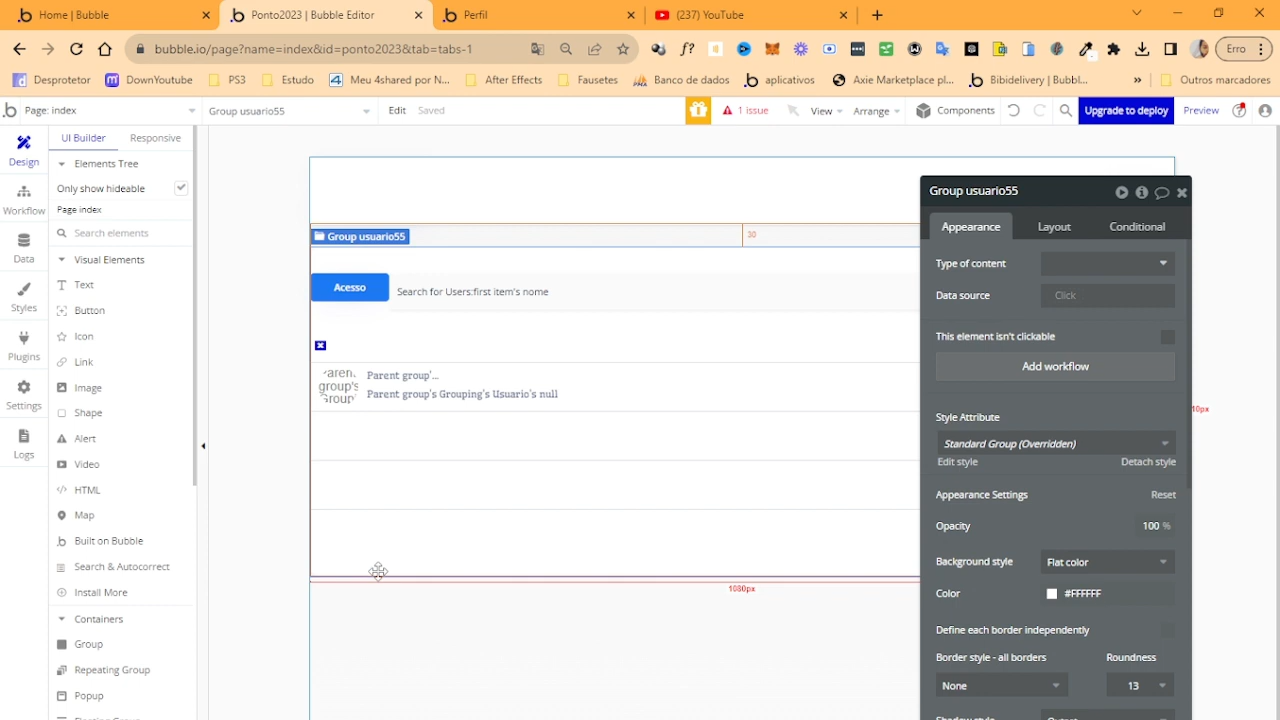 Home | Bubble
Ponto2023 | Bubble Editor
Perfil
(237) YouTube
bubble.io/page?name=index&id=ponto2023&tab=tabs-1
Erro
Desprotetor
DownYoutube
PS3
Estudo
Meu 4shared por N...
After Effects
Fausetes
Banco de dados
aplicativos
Axie Marketplace pl...
Bibidelivery | Bubbl...
Outros marcadores
Page: index
Group usuario55
Edit
Saved
1 issue
View
Arrange
Components
Upgrade to deploy
Preview
Design
Workflow
Data
Styles
Plugins
Settings
Logs
UI Builder
Responsive
Elements Tree
Only show hideable
Page index
Search elements
Visual Elements
Text
Button
Icon
Link
Image
Shape
Alert
Video
HTML
Map
Built on Bubble
Search & Autocorrect
Install More
Containers
Group
Repeating Group
Popup
Group usuario55
30
Acesso
Search for Users:first item's nome
Parent group'...
Parent group's Grouping's Usuario's null
1080px
10px
Group usuario55
Appearance
Layout
Conditional
Type of content
Data source
Click
This element isn't clickable
Add workflow
Style Attribute
Standard Group (Overridden)
Edit style
Detach style
Appearance Settings
Reset
Opacity
100 %
Background style
Flat color
Color
#FFFFFF
Define each border independently
Border style - all borders
Roundness
None
13